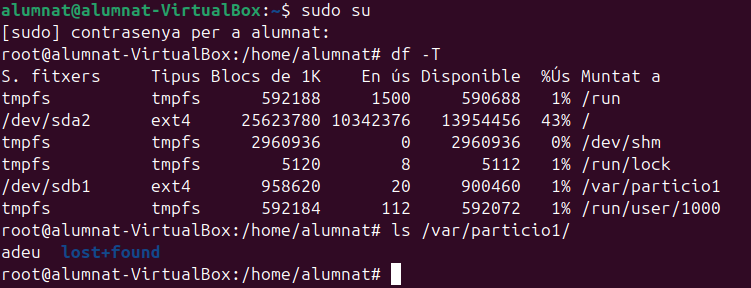 alumnat@alumnat-VirtualBox:~$ sudo su
[sudo] contrasenya per a alumnat:
root@alumnat-VirtualBox:/home/alumnat# df -T
S. fitxers     Tipus Blocs de 1K    En ús Disponible  %Ús Muntat a
tmpfs          tmpfs      592188     1500     590688   1% /run
/dev/sda2      ext4     25623780 10342376   13954456  43% /
tmpfs          tmpfs     2960936        0    2960936   0% /dev/shm
tmpfs          tmpfs        5120        8       5112   1% /run/lock
/dev/sdb1      ext4       958620       20     900460   1% /var/particio1
tmpfs          tmpfs      592184      112     592072   1% /run/user/1000
root@alumnat-VirtualBox:/home/alumnat# ls /var/particio1/
adeu  lost+found
root@alumnat-VirtualBox:/home/alumnat#